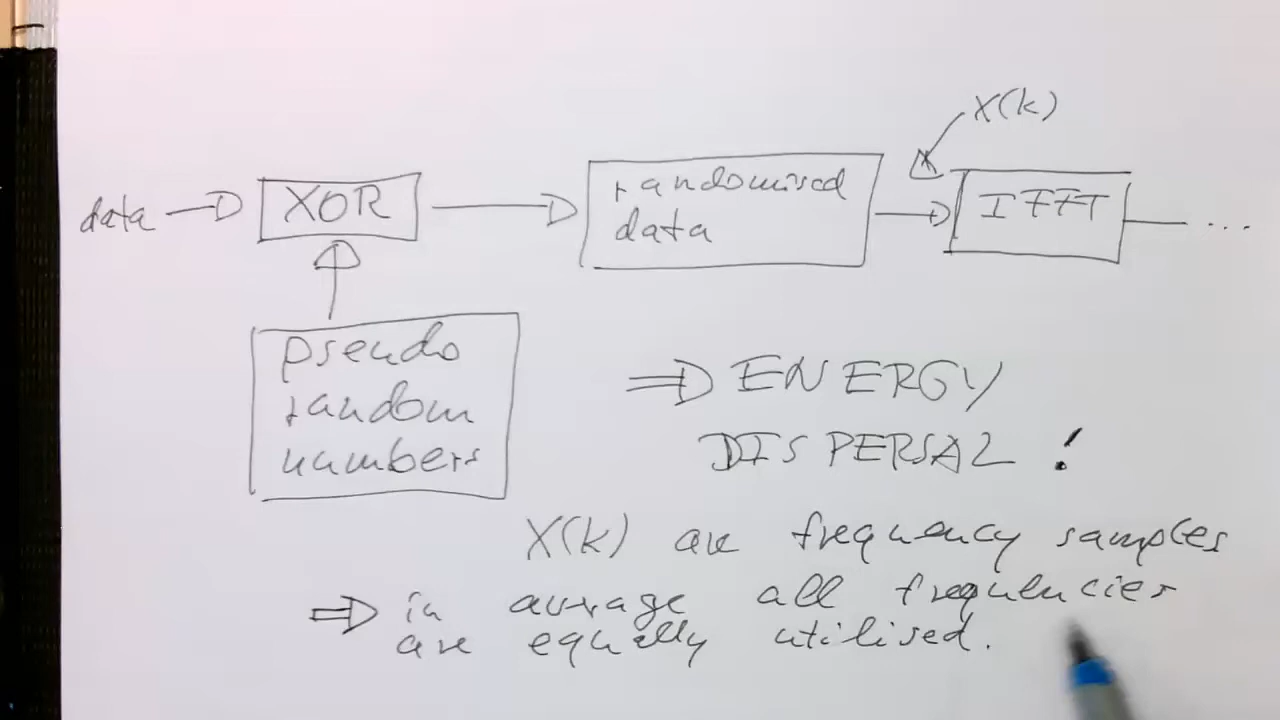 X(k)
data
XOR
randomised
data
IFFT
...
pseudo
random
numbers
⇒ ENERGY
DISPERSAL !
X(k) are frequency samples
⇒ in average all frequencies
are equally utilised.